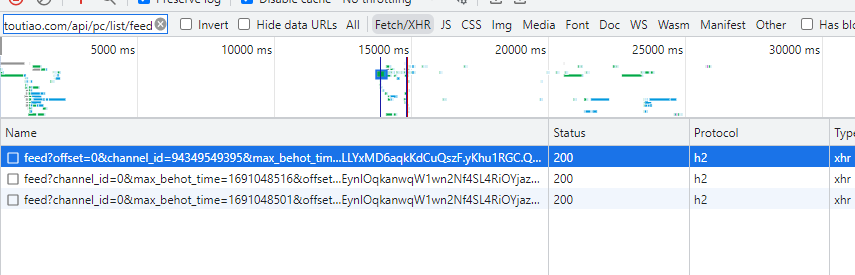 Preserve log Disable cache No throttling
toutiao.com/api/pc/list/feed Invert Hide data URLs All Fetch/XHR JS CSS Img Media Font Doc WS Wasm Manifest Other Has blo
5000 ms 10000 ms 15000 ms 20000 ms 25000 ms 30000 ms
Name Status Protocol Type
feed?offset=0&channel_id=94349549395&max_behot_tim...LLYxMD6aqkKdCuQszF.yKhu1RGC.Q... 200 h2 xhr
feed?channel_id=0&max_behot_time=1691048516&offset...EynIOqkanwqW1wn2Nf4SL4RiOYjaz... 200 h2 xhr
feed?channel_id=0&max_behot_time=1691048501&offset...EynIOqkanwqW1wn2Nf4SL4RiOYjaz... 200 h2 xhr